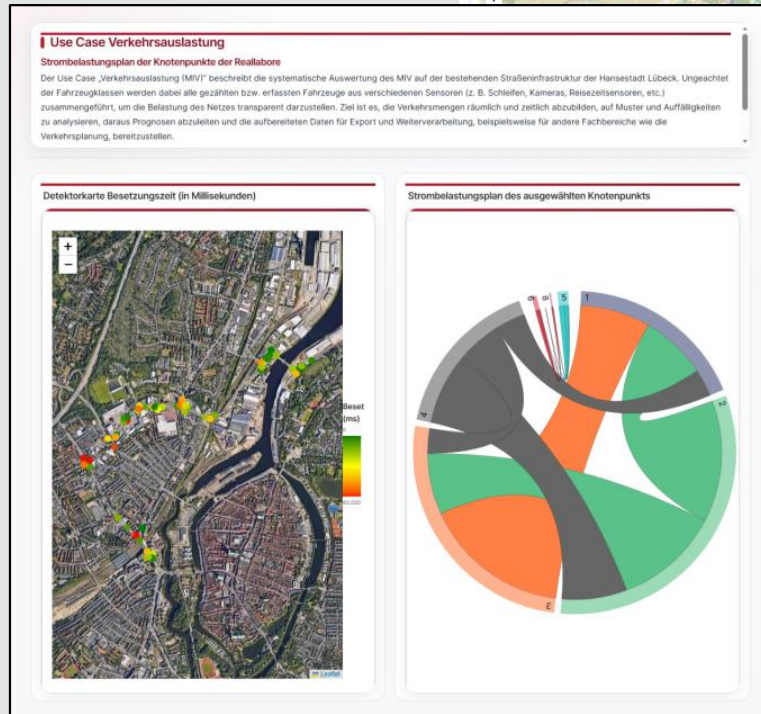 Use Case Verkehrsauslastung
Strombelastungsplan der Knotenpunkte der Reallabore
Der Use Case „Verkehrsauslastung (MIV)" beschreibt die systematische Auswertung des MIV auf der bestehenden Straßeninfrastruktur der Hansestadt Lübeck. Ungeachtet
der Fahrzeugklassen werden dabei alle gezählten bzw. erfassten Fahrzeuge aus verschiedenen Sensoren (z. B. Schleifen, Kameras, Reisezeitsensoren, etc.)
zusammengeführt, um die Belastung des Netzes transparent darzustellen. Ziel ist es, die Verkehrsmengen räumlich und zeitlich abzubilden, auf Muster und Auffälligkeiten
zu analysieren, daraus Prognosen abzuleiten und die aufbereiteten Daten für Export und Weiterverarbeitung, beispielsweise für andere Fachbereiche wie die
Verkehrsplanung, bereitzustellen.
Detektorkarte Besetzungszeit (in Millisekunden)
+
−
Beset
(ms)
Leaflet
Strombelastungsplan des ausgewählten Knotenpunkts
8
5
1
2
4
3